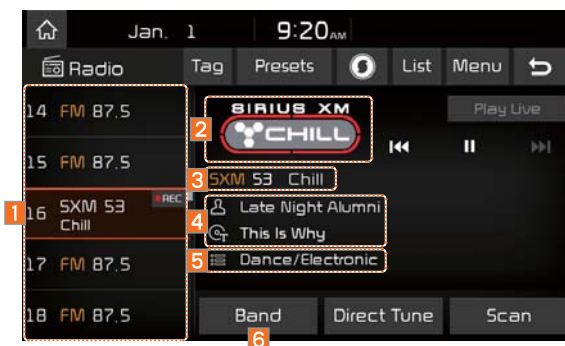 Jan. 1 9:20 AM
Radio Tag Presets List Menu
14 FM 87.5
15 FM 87.5
16 SXM 53 Chill REC
17 FM 87.5
18 FM 87.5
1
SIRIUS XM
CHILL
2
Play Live
3 SXM 53 Chill
4 Late Night Alumni
This Is Why
5 Dance/Electronic
Band Direct Tune Scan
6